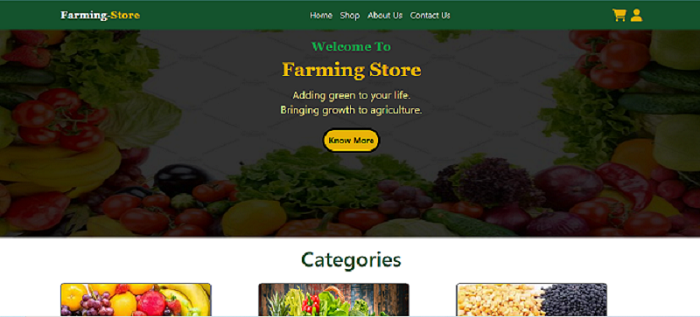 Farming-Store
Home Shop About Us Contact Us
Welcome To
Farming Store
Adding green to your life.
Bringing growth to agriculture.
Know More
Categories